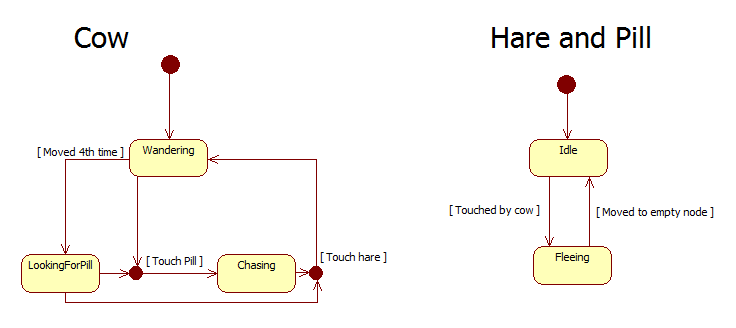 Cow
Hare and Pill
[ Moved 4th time ]
Wandering
Idle
[ Touched by cow ]
[ Moved to empty node ]
LookingForPill
[ Touch Pill ]
Chasing
[ Touch hare ]
Fleeing